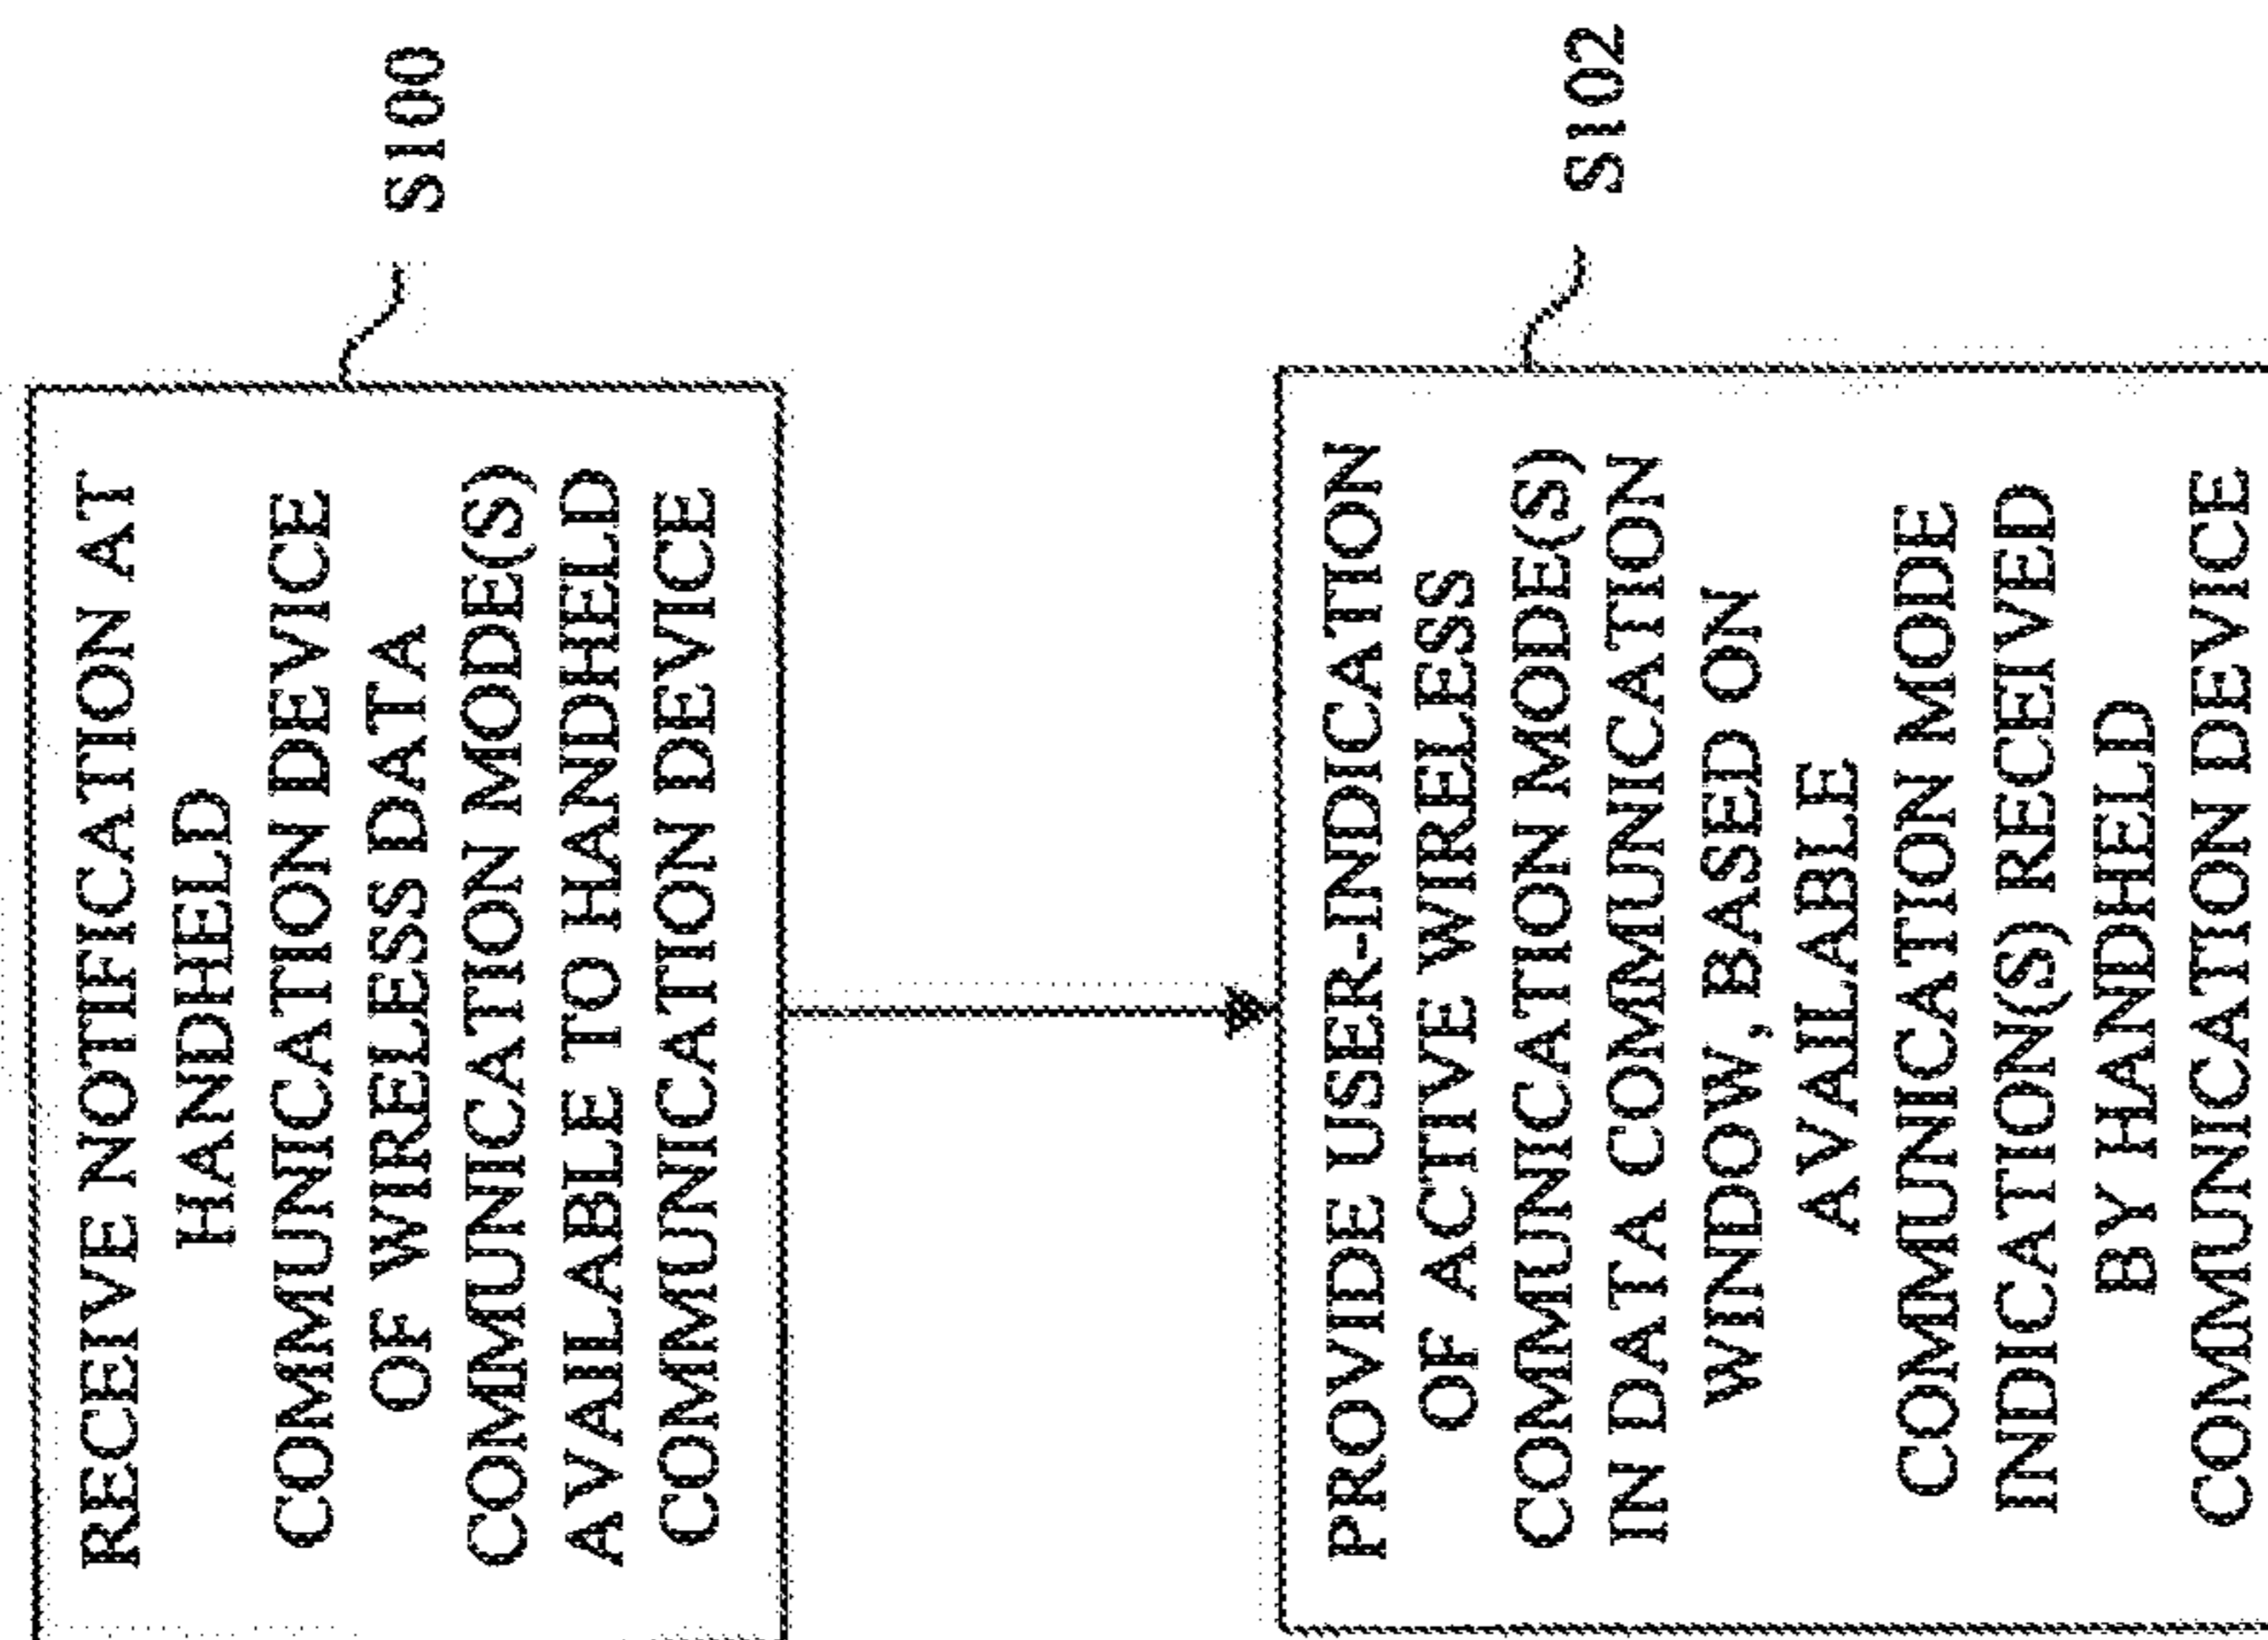 RECEIVE NOTIFICATION AT
HANDHELD
COMMUNICATION DEVICE
OF WIRELESS DATA
COMMUNICATION MODE(S)
AVAILABLE TO HANDHELD
COMMUNICATION DEVICE
S100
PROVIDE USER-INDICATION
OF ACTIVE WIRELESS
COMMUNICATION MODE(S)
IN DATA COMMUNICATION
WINDOW, BASED ON
AVAILABLE
COMMUNICATION MODE
INDICATION(S) RECEIVED
BY HANDHELD
COMMUNICATION DEVICE
S102